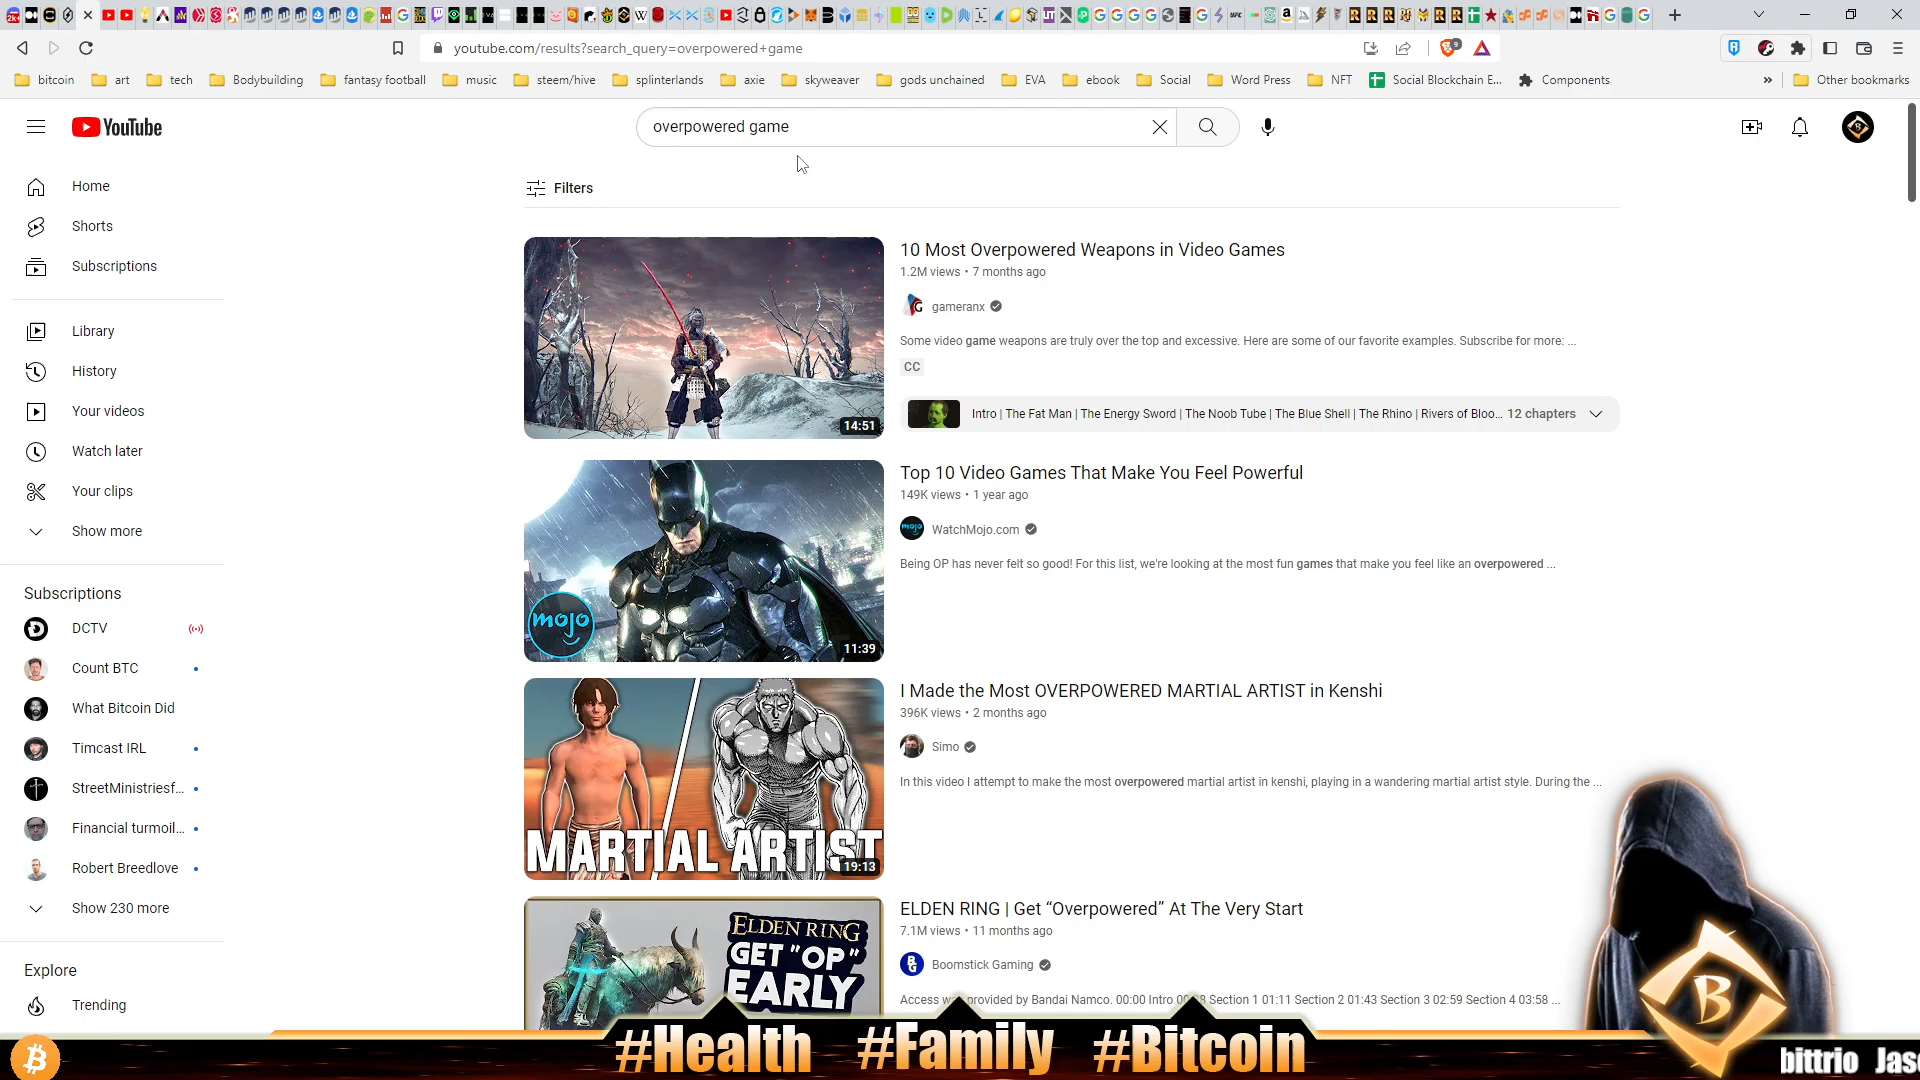 youtube.com/results?search_query=overpowered+game
9
bitcoin
art
tech
Bodybuilding
fantasy football
music
steem/hive
splinterlands
axie
skyweaver
gods unchained
EVA
ebook
Social
Word Press
NFT
Social Blockchain E...
Components
»
Other bookmarks
YouTube
overpowered game
Home
Shorts
Subscriptions
Library
History
Your videos
Watch later
Your clips
Show more
Subscriptions
DCTV
Count BTC
What Bitcoin Did
Timcast IRL
StreetMinistriesf...
Financial turmoil...
Robert Breedlove
Show 230 more
Explore
Trending
Filters
14:51
10 Most Overpowered Weapons in Video Games
1.2M views • 7 months ago
gameranx
Some video game weapons are truly over the top and excessive. Here are some of our favorite examples. Subscribe for more: ...
CC
Intro | The Fat Man | The Energy Sword | The Noob Tube | The Blue Shell | The Rhino | Rivers of Bloo... 12 chapters
mojo
11:39
Top 10 Video Games That Make You Feel Powerful
149K views • 1 year ago
mojo
WatchMojo.com
Being OP has never felt so good! For this list, we're looking at the most fun games that make you feel like an overpowered ...
MARTIAL ARTIST
19:13
I Made the Most OVERPOWERED MARTIAL ARTIST in Kenshi
396K views • 2 months ago
Simo
In this video I attempt to make the most overpowered martial artist in kenshi, playing in a wandering martial artist style. During the ...
ELDEN RING
GET "OP"
EARLY
ELDEN RING | Get “Overpowered” At The Very Start
7.1M views • 11 months ago
Boomstick Gaming
Access w provided by Bandai Namco. 00:00 Intro Section 1 01:11 Section 2 01:43 Section 3 02:59 Section 4 03:58 ...
#Health #Family #Bitcoin
B
bittrio Jas